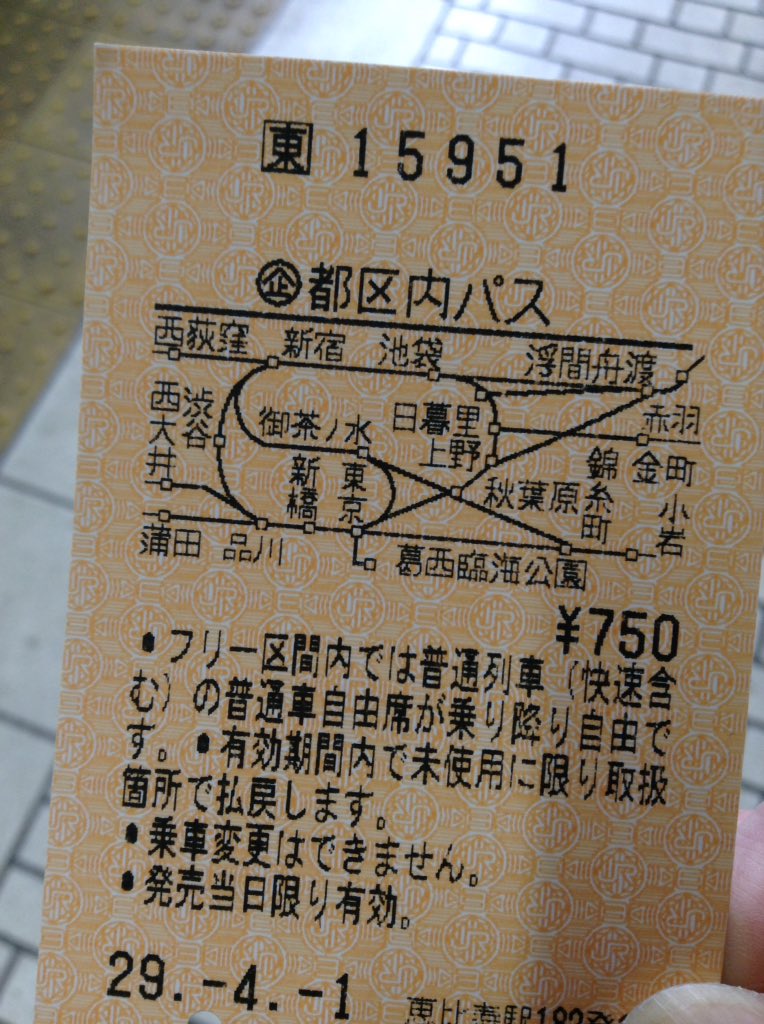 東 15951
企 都区内パス
西荻窪 新宿 池袋 浮間舟渡
西大井 渋谷 御茶ノ水 日暮里 赤羽
上野 金町
新橋 東京 秋葉原 錦糸町 小岩
蒲田 品川 葛西臨海公園
¥750
●フリー区間内では普通列車(快速含
む)の普通車自由席が乗り降り自由で
す。●有効期間内で未使用に限り取扱
箇所で払戻します。
●乗車変更はできません。
●発売当日限り有効。
29.-4.-1
恵比寿駅